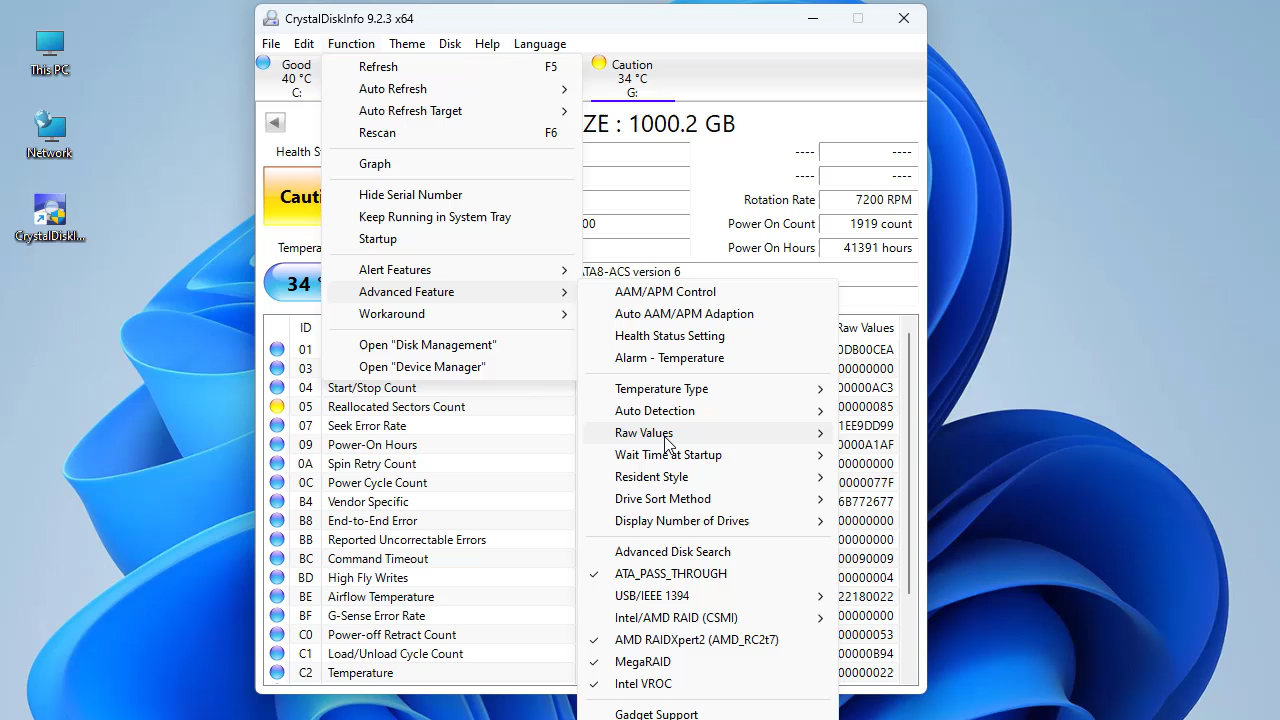 This PC
Network
CrystalDiskI...
CrystalDiskInfo 9.2.3 x64
File Edit Function Theme Disk Help Language
Good
40 °C
C:
Caution
34 °C
G:
ZE : 1000.2 GB
Health S
Cauti
Tempera
34 °
00
---- ----
---- ----
Rotation Rate 7200 RPM
Power On Count 1919 count
Power On Hours 41391 hours
ATA8-ACS version 6
Refresh F5
Auto Refresh
Auto Refresh Target
Rescan F6
Graph
Hide Serial Number
Keep Running in System Tray
Startup
Alert Features
Advanced Feature
Workaround
Open "Disk Management"
Open "Device Manager"
AAM/APM Control
Auto AAM/APM Adaption
Health Status Setting
Alarm - Temperature
Temperature Type
Auto Detection
Raw Values
Wait Time at Startup
Resident Style
Drive Sort Method
Display Number of Drives
Advanced Disk Search
ATA_PASS_THROUGH
USB/IEEE 1394
Intel/AMD RAID (CSMI)
AMD RAIDXpert2 (AMD_RC2t7)
MegaRAID
Intel VROC
Gadget Support
ID Raw Values
01 0DB00CEA
03 00000000
04 Start/Stop Count 00000AC3
05 Reallocated Sectors Count 00000085
07 Seek Error Rate 1EE9DD99
09 Power-On Hours 0000A1AF
0A Spin Retry Count 00000000
0C Power Cycle Count 0000077F
B4 Vendor Specific 6B772677
B8 End-to-End Error 00000000
BB Reported Uncorrectable Errors 00000000
BC Command Timeout 00090009
BD High Fly Writes 00000004
BE Airflow Temperature 22180022
BF G-Sense Error Rate 00000000
C0 Power-off Retract Count 00000053
C1 Load/Unload Cycle Count 00000B94
C2 Temperature 00000022